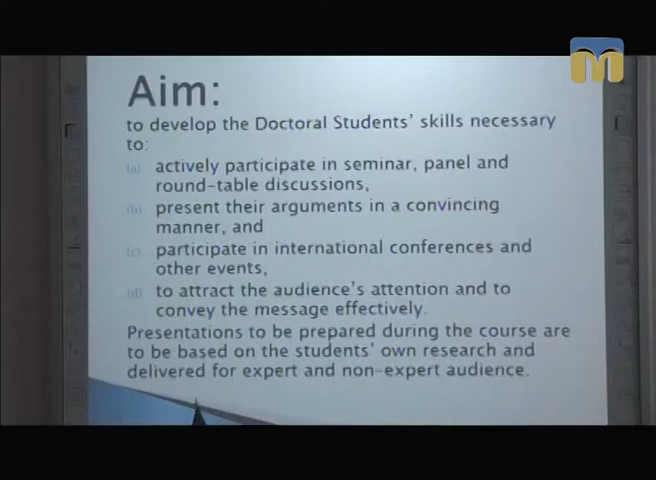 Aim:
to develop the Doctoral Students' skills necessary
to:
(a) actively participate in seminar, panel and
round-table discussions,
(b) present their arguments in a convincing
manner, and
(c) participate in international conferences and
other events,
(d) to attract the audience's attention and to
convey the message effectively.
Presentations to be prepared during the course are
to be based on the students' own research and
delivered for expert and non-expert audience.